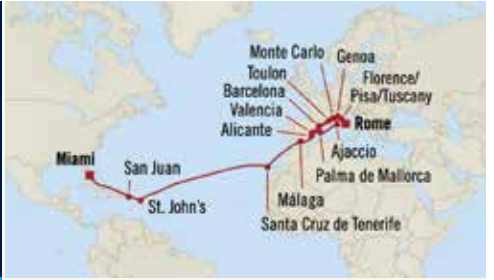 Monte Carlo
Genoa
Toulon
Florence/
Pisa/Tuscany
Barcelona
Valencia
Alicante
Rome
Ajaccio
Palma de Mallorca
Málaga
Santa Cruz de Tenerife
Miami
San Juan
St. John's